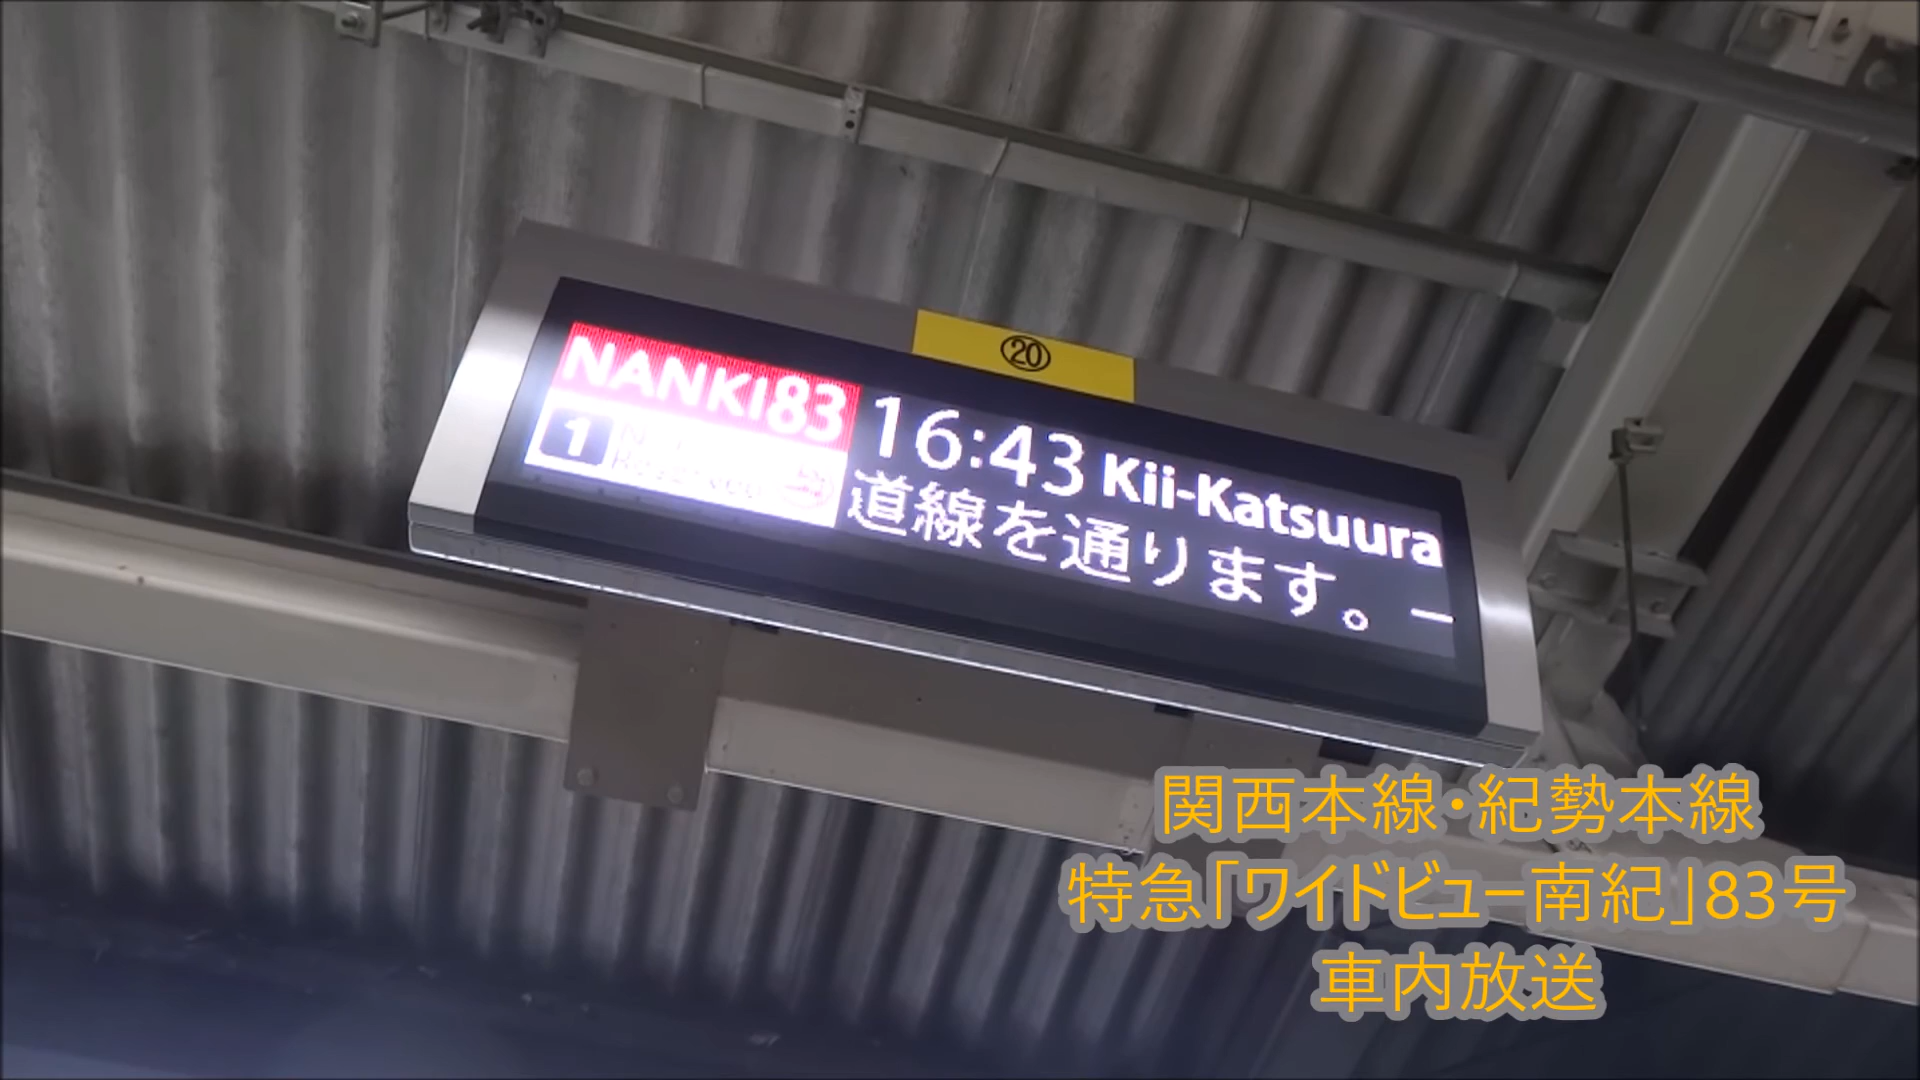 ⑳
NANKI83
16:43 Kii-Katsuura
1
道線を通ります。
関西本線・紀勢本線
特急「ワイドビュー南紀」83号
車内放送